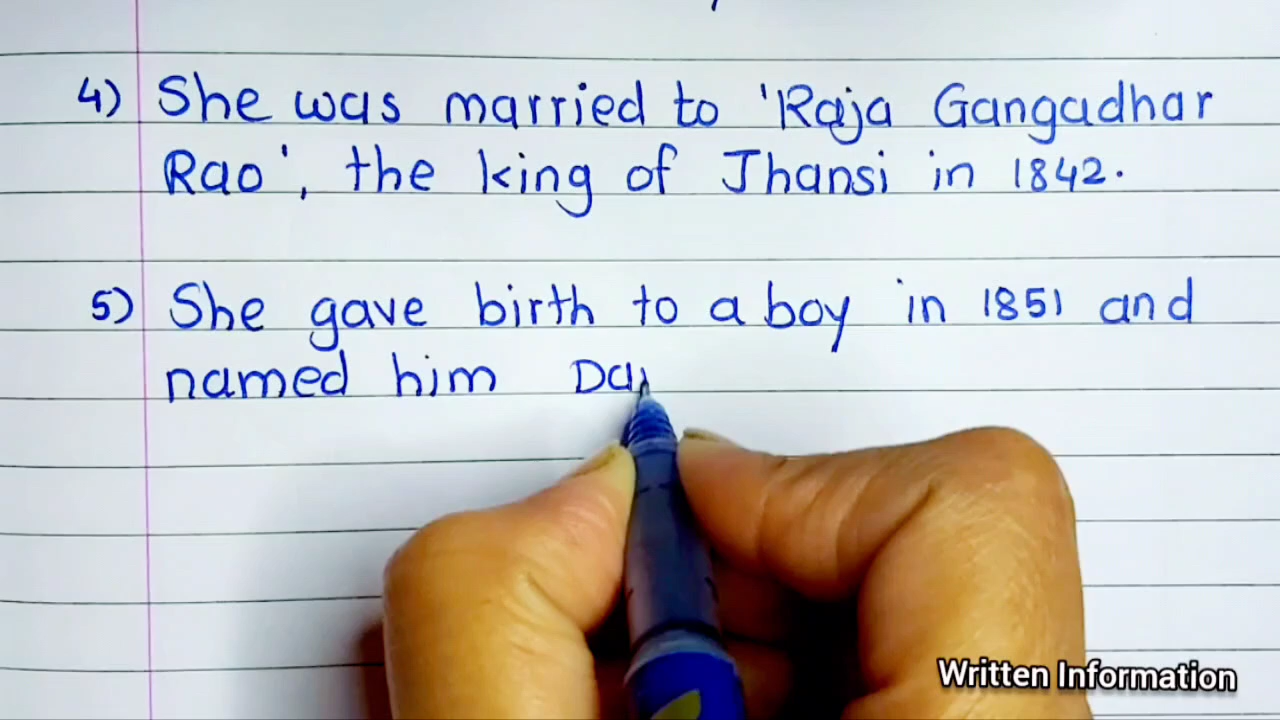 4) She was married to 'Raja Gangadhar
Rao', the king of Jhansi in 1842.
5) She gave birth to a boy in 1851 and
named him Da
Written Information